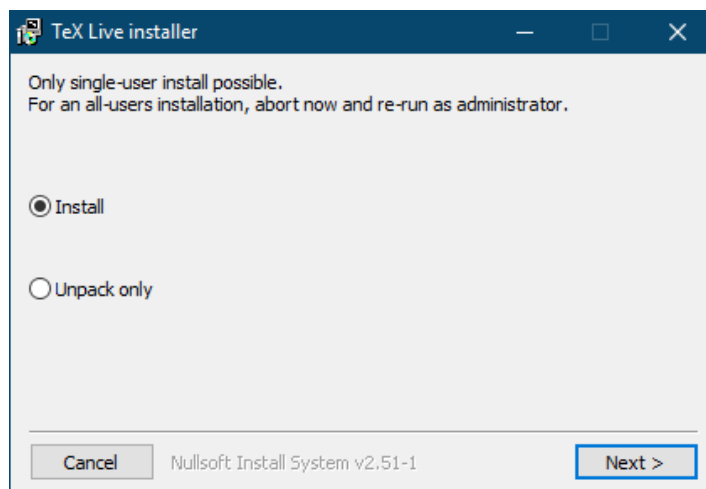 TeX Live installer
Only single-user install possible.
For an all-users installation, abort now and re-run as administrator.
Install
Unpack only
Cancel
Nullsoft Install System v2.51-1
Next >